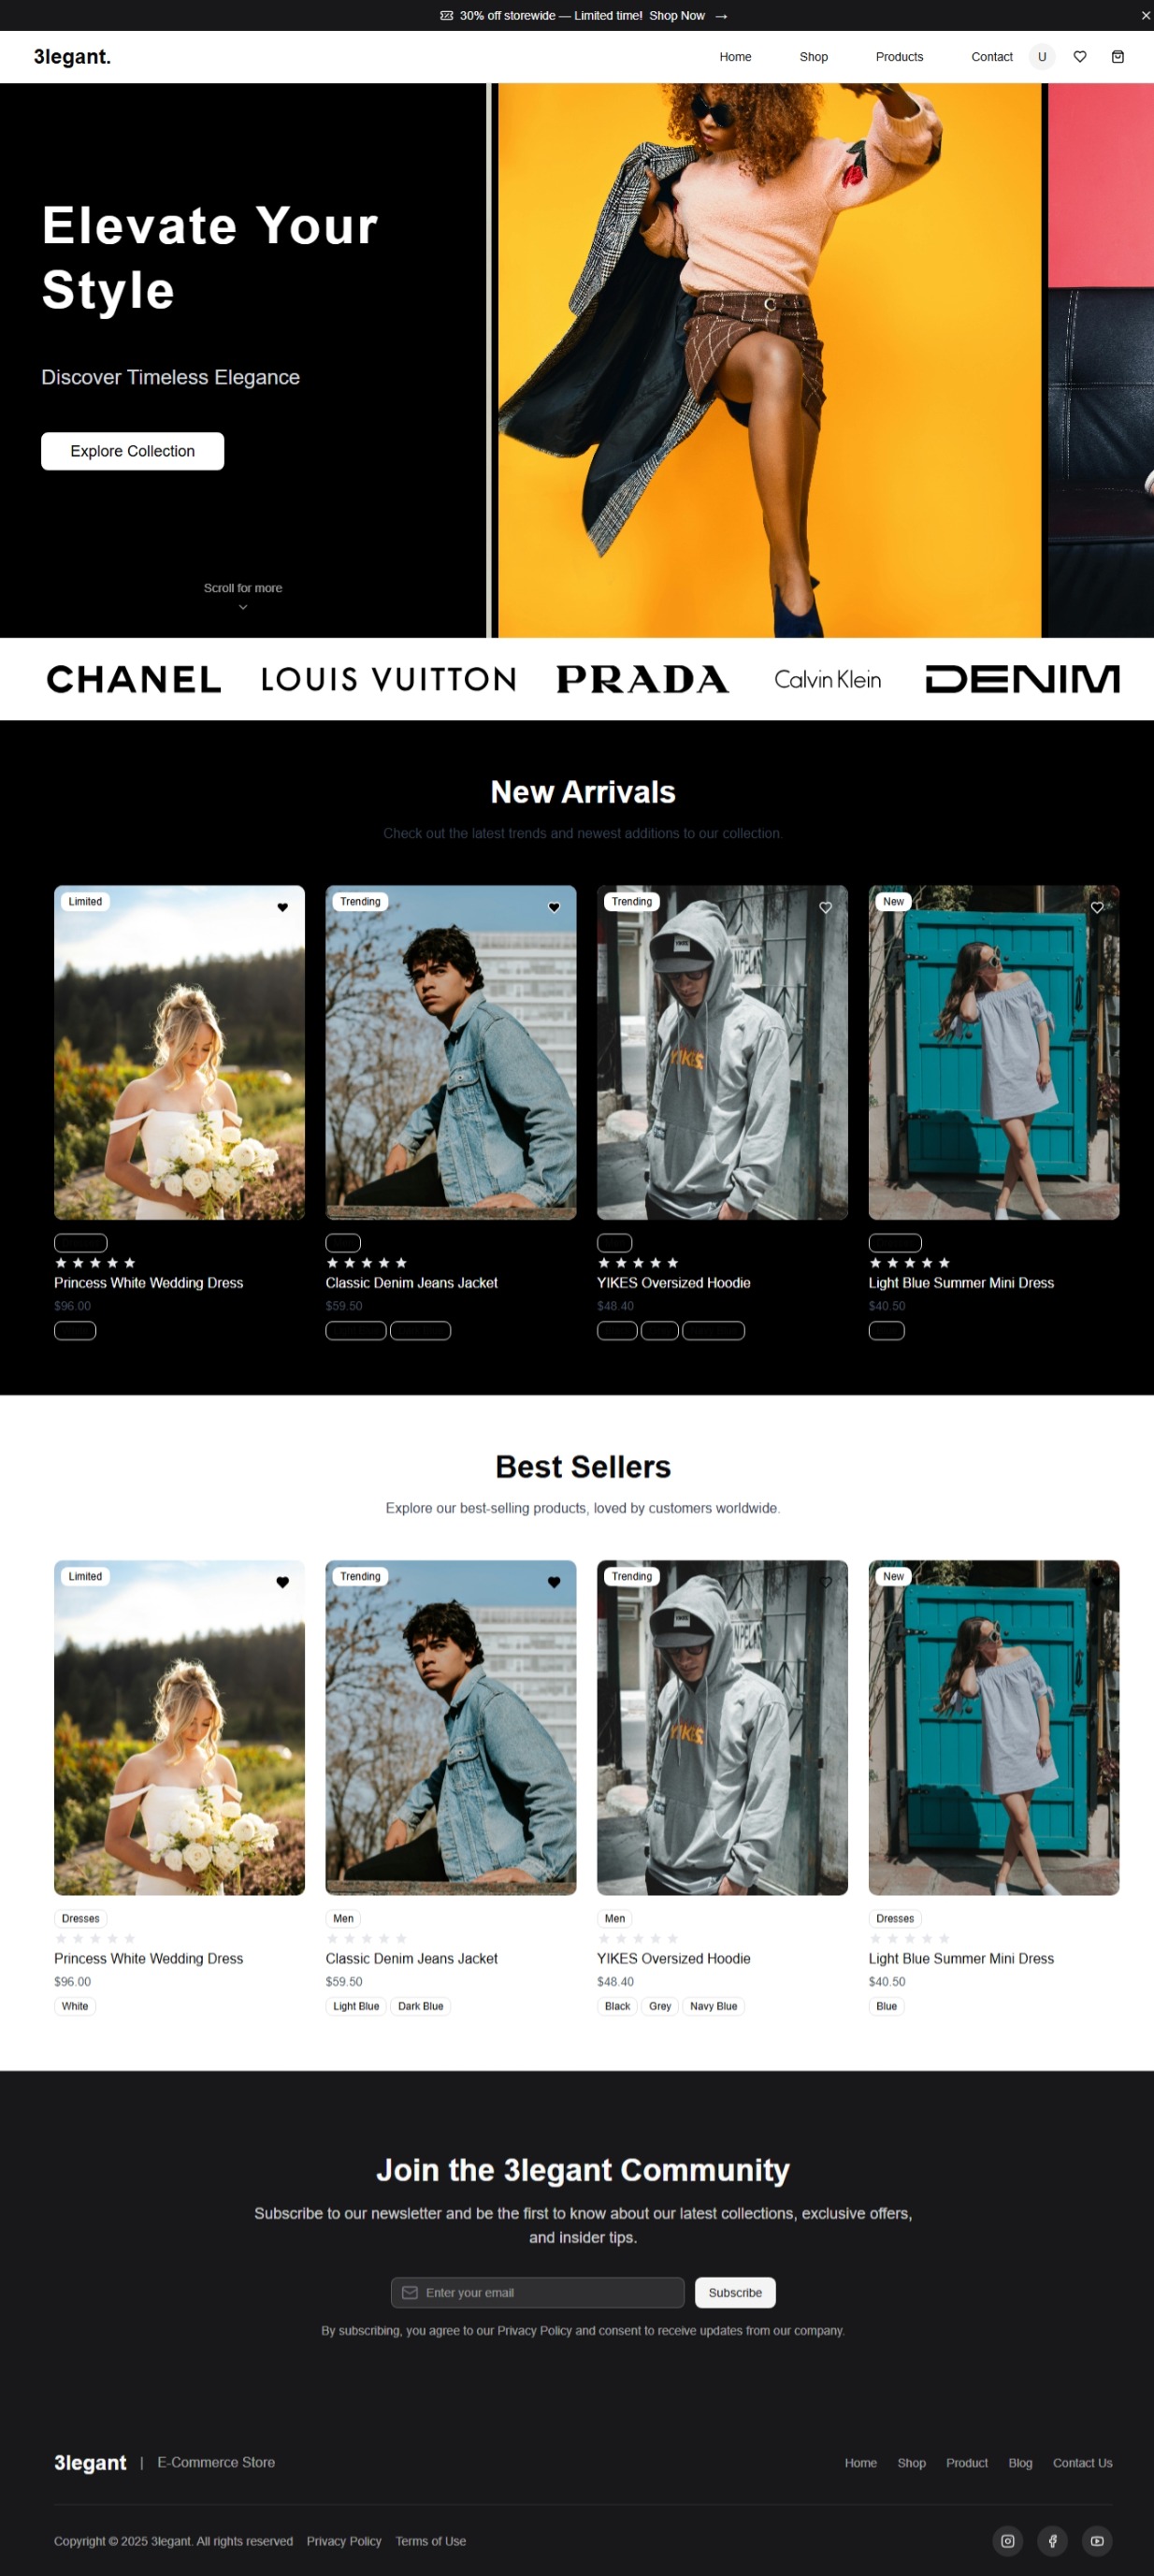 30% off storewide — Limited time! Shop Now →
3legant.
Home Shop Products Contact U
Elevate Your
Style
Discover Timeless Elegance
Explore Collection
Scroll for more
CHANEL LOUIS VUITTON PRADA Calvin Klein DENIM
New Arrivals
Check out the latest trends and newest additions to our collection.
Limited Trending Trending New
YIKES
YIKES
Princess White Wedding Dress Classic Denim Jeans Jacket YIKES Oversized Hoodie Light Blue Summer Mini Dress
$96.00 $59.50 $48.40 $40.50
Best Sellers
Explore our best-selling products, loved by customers worldwide.
Limited Trending Trending New
YIKES
YIKES
Dresses Men Men Dresses
Princess White Wedding Dress Classic Denim Jeans Jacket YIKES Oversized Hoodie Light Blue Summer Mini Dress
$96.00 $59.50 $48.40 $40.50
White Light Blue Dark Blue Black Grey Navy Blue Blue
Join the 3legant Community
Subscribe to our newsletter and be the first to know about our latest collections, exclusive offers,
and insider tips.
Enter your email Subscribe
By subscribing, you agree to our Privacy Policy and consent to receive updates from our company.
3legant | E-Commerce Store Home Shop Product Blog Contact Us
Copyright © 2025 3legant. All rights reserved Privacy Policy Terms of Use